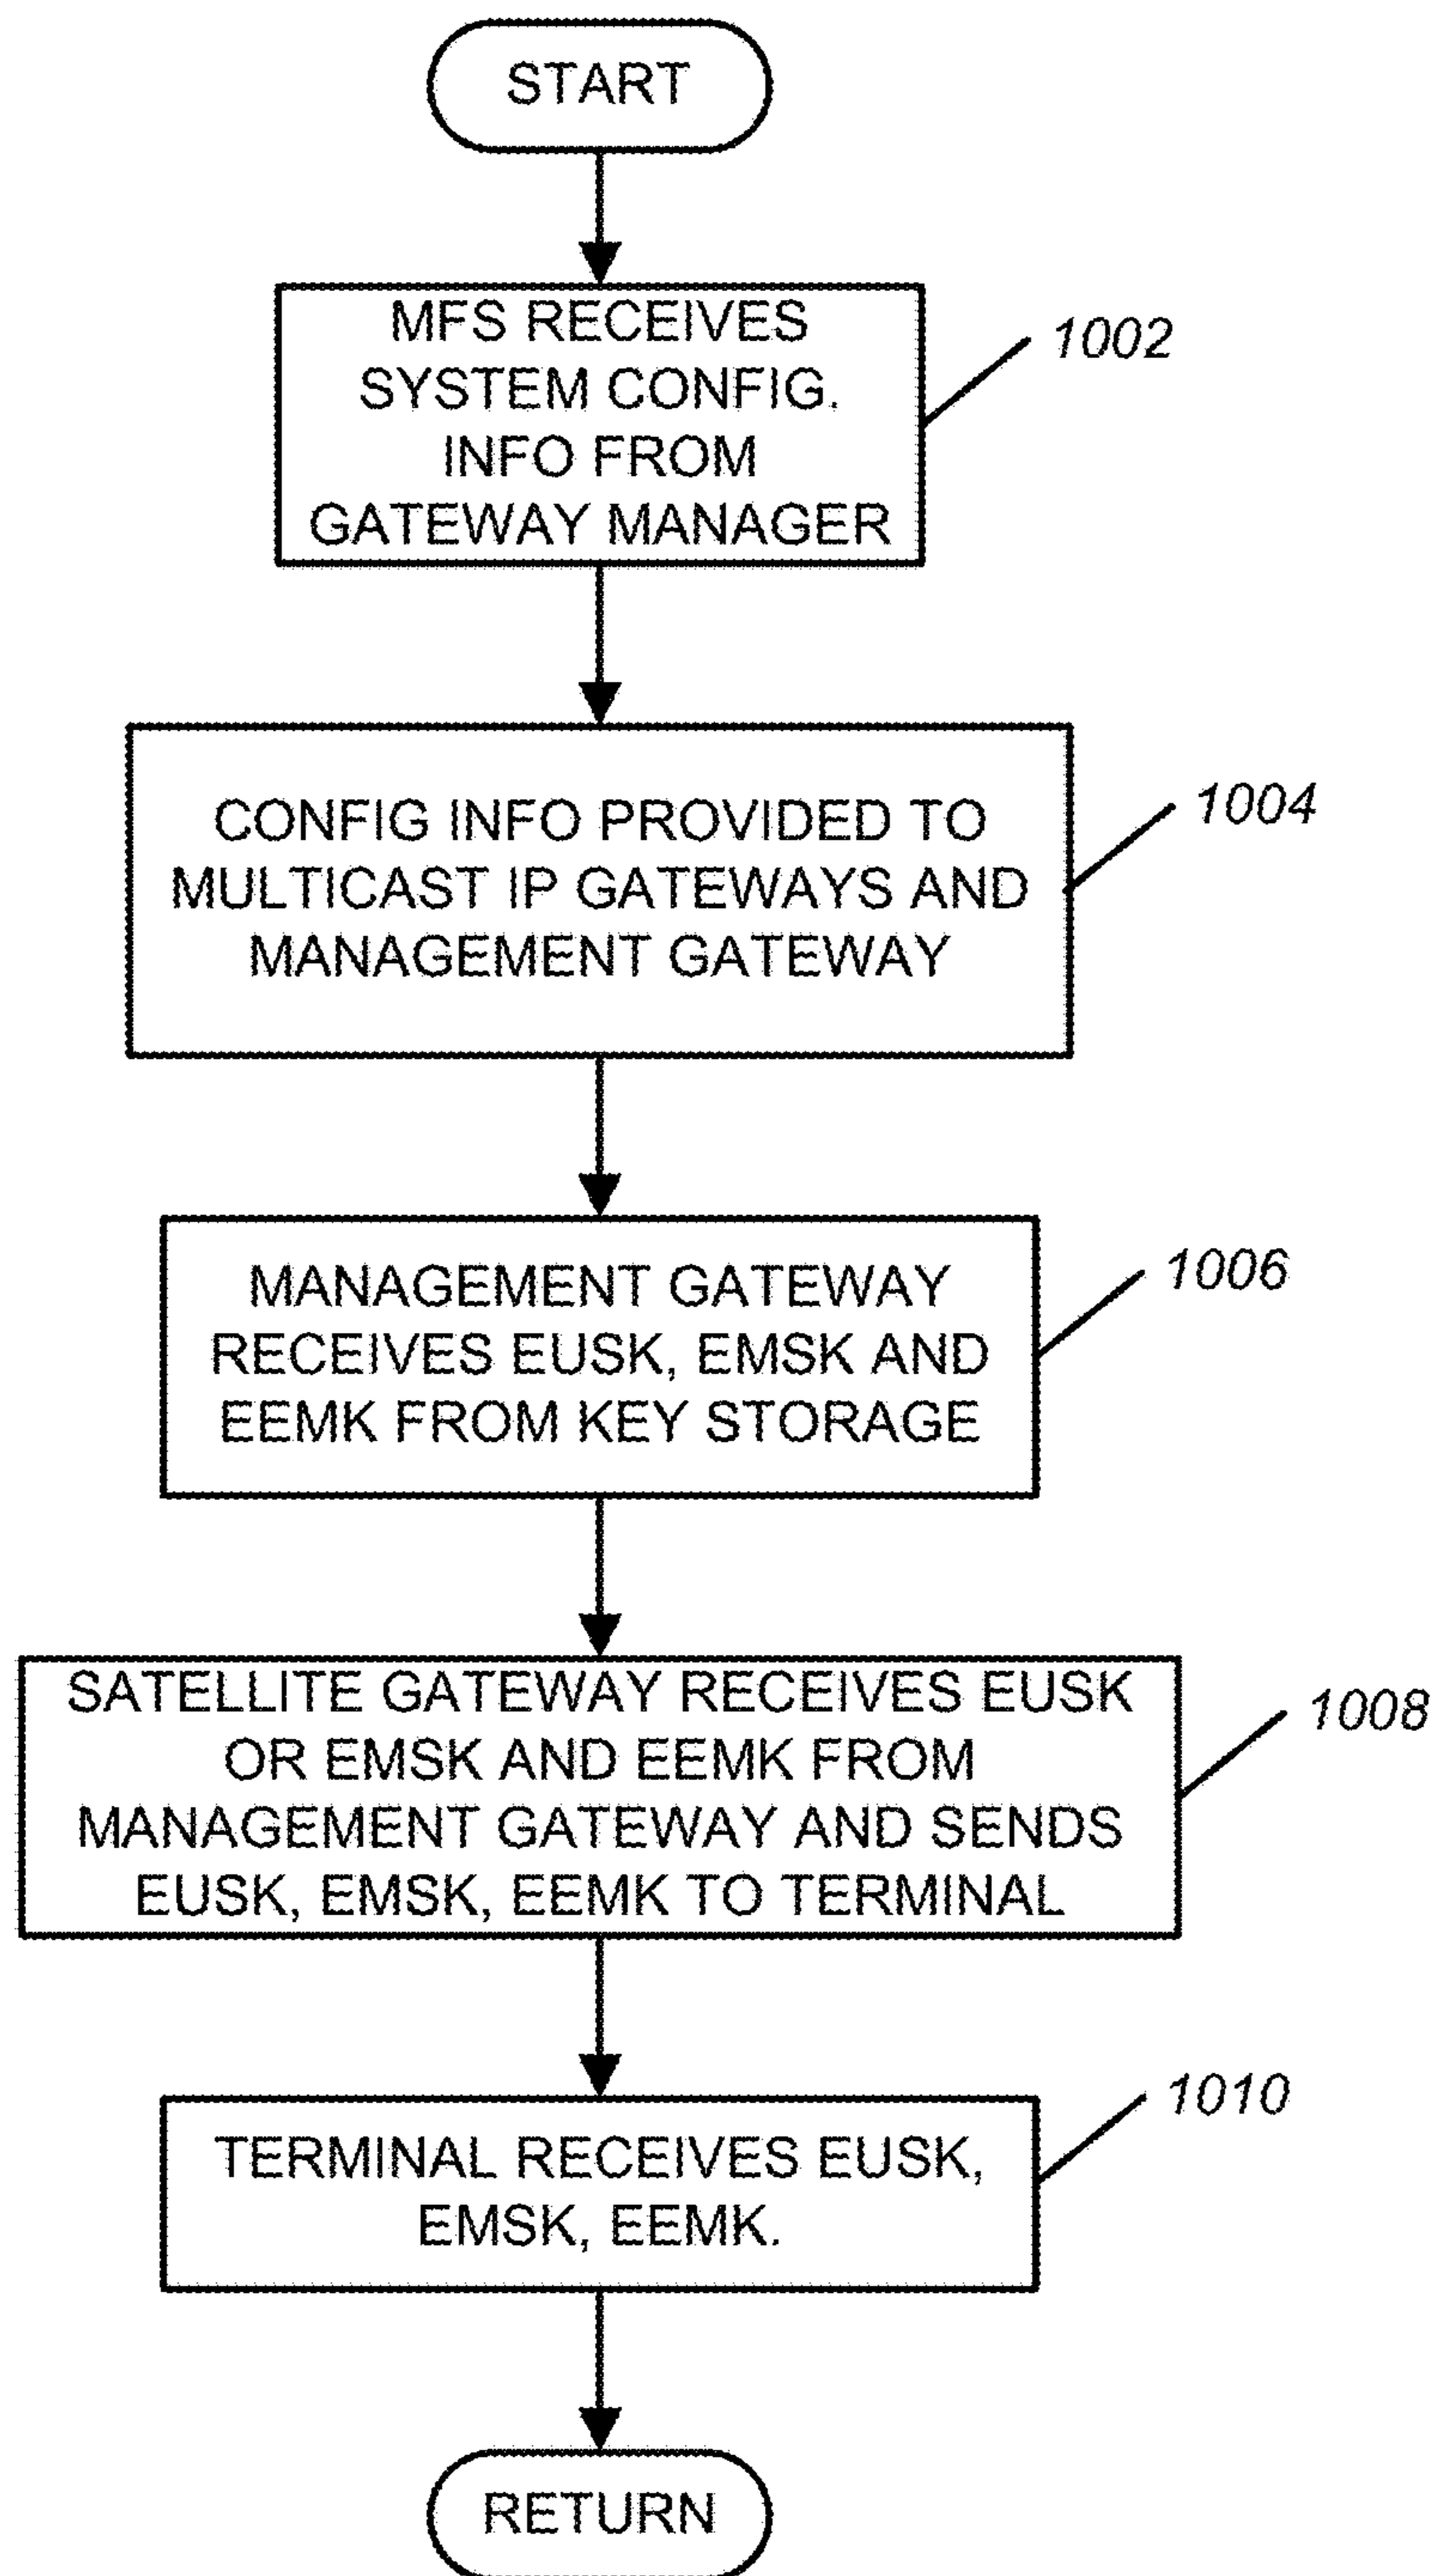 START
MFS RECEIVES
SYSTEM CONFIG.
INFO FROM
GATEWAY MANAGER
1002
CONFIG INFO PROVIDED TO
MULTICAST IP GATEWAYS AND
MANAGEMENT GATEWAY
1004
MANAGEMENT GATEWAY
RECEIVES EUSK, EMSK AND
EEMK FROM KEY STORAGE
1006
SATELLITE GATEWAY RECEIVES EUSK
OR EMSK AND EEMK FROM
MANAGEMENT GATEWAY AND SENDS
EUSK, EMSK, EEMK TO TERMINAL
1008
TERMINAL RECEIVES EUSK,
EMSK, EEMK.
1010
RETURN